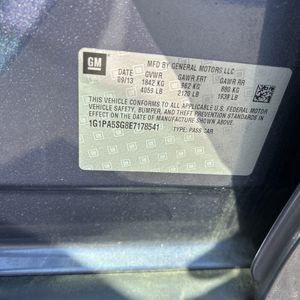 GM
MFD BY GENERAL MOTORS LLC
DATE GVWR GAWR FRT GAWR RR
09/13 1842 KG 962 KG 880 KG
4059 LB 2120 LB 1939 LB
THIS VEHICLE CONFORMS TO ALL APPLICABLE U.S. FEDERAL
MOTOR VEHICLE SAFETY, BUMPER, AND THEFT PREVENTION STANDARDS IN
EFFECT ON THE DATE OF MANUFACTURE SHOWN ABOVE.
1G1PA5SG8E7178541 TYPE: PASS CAR